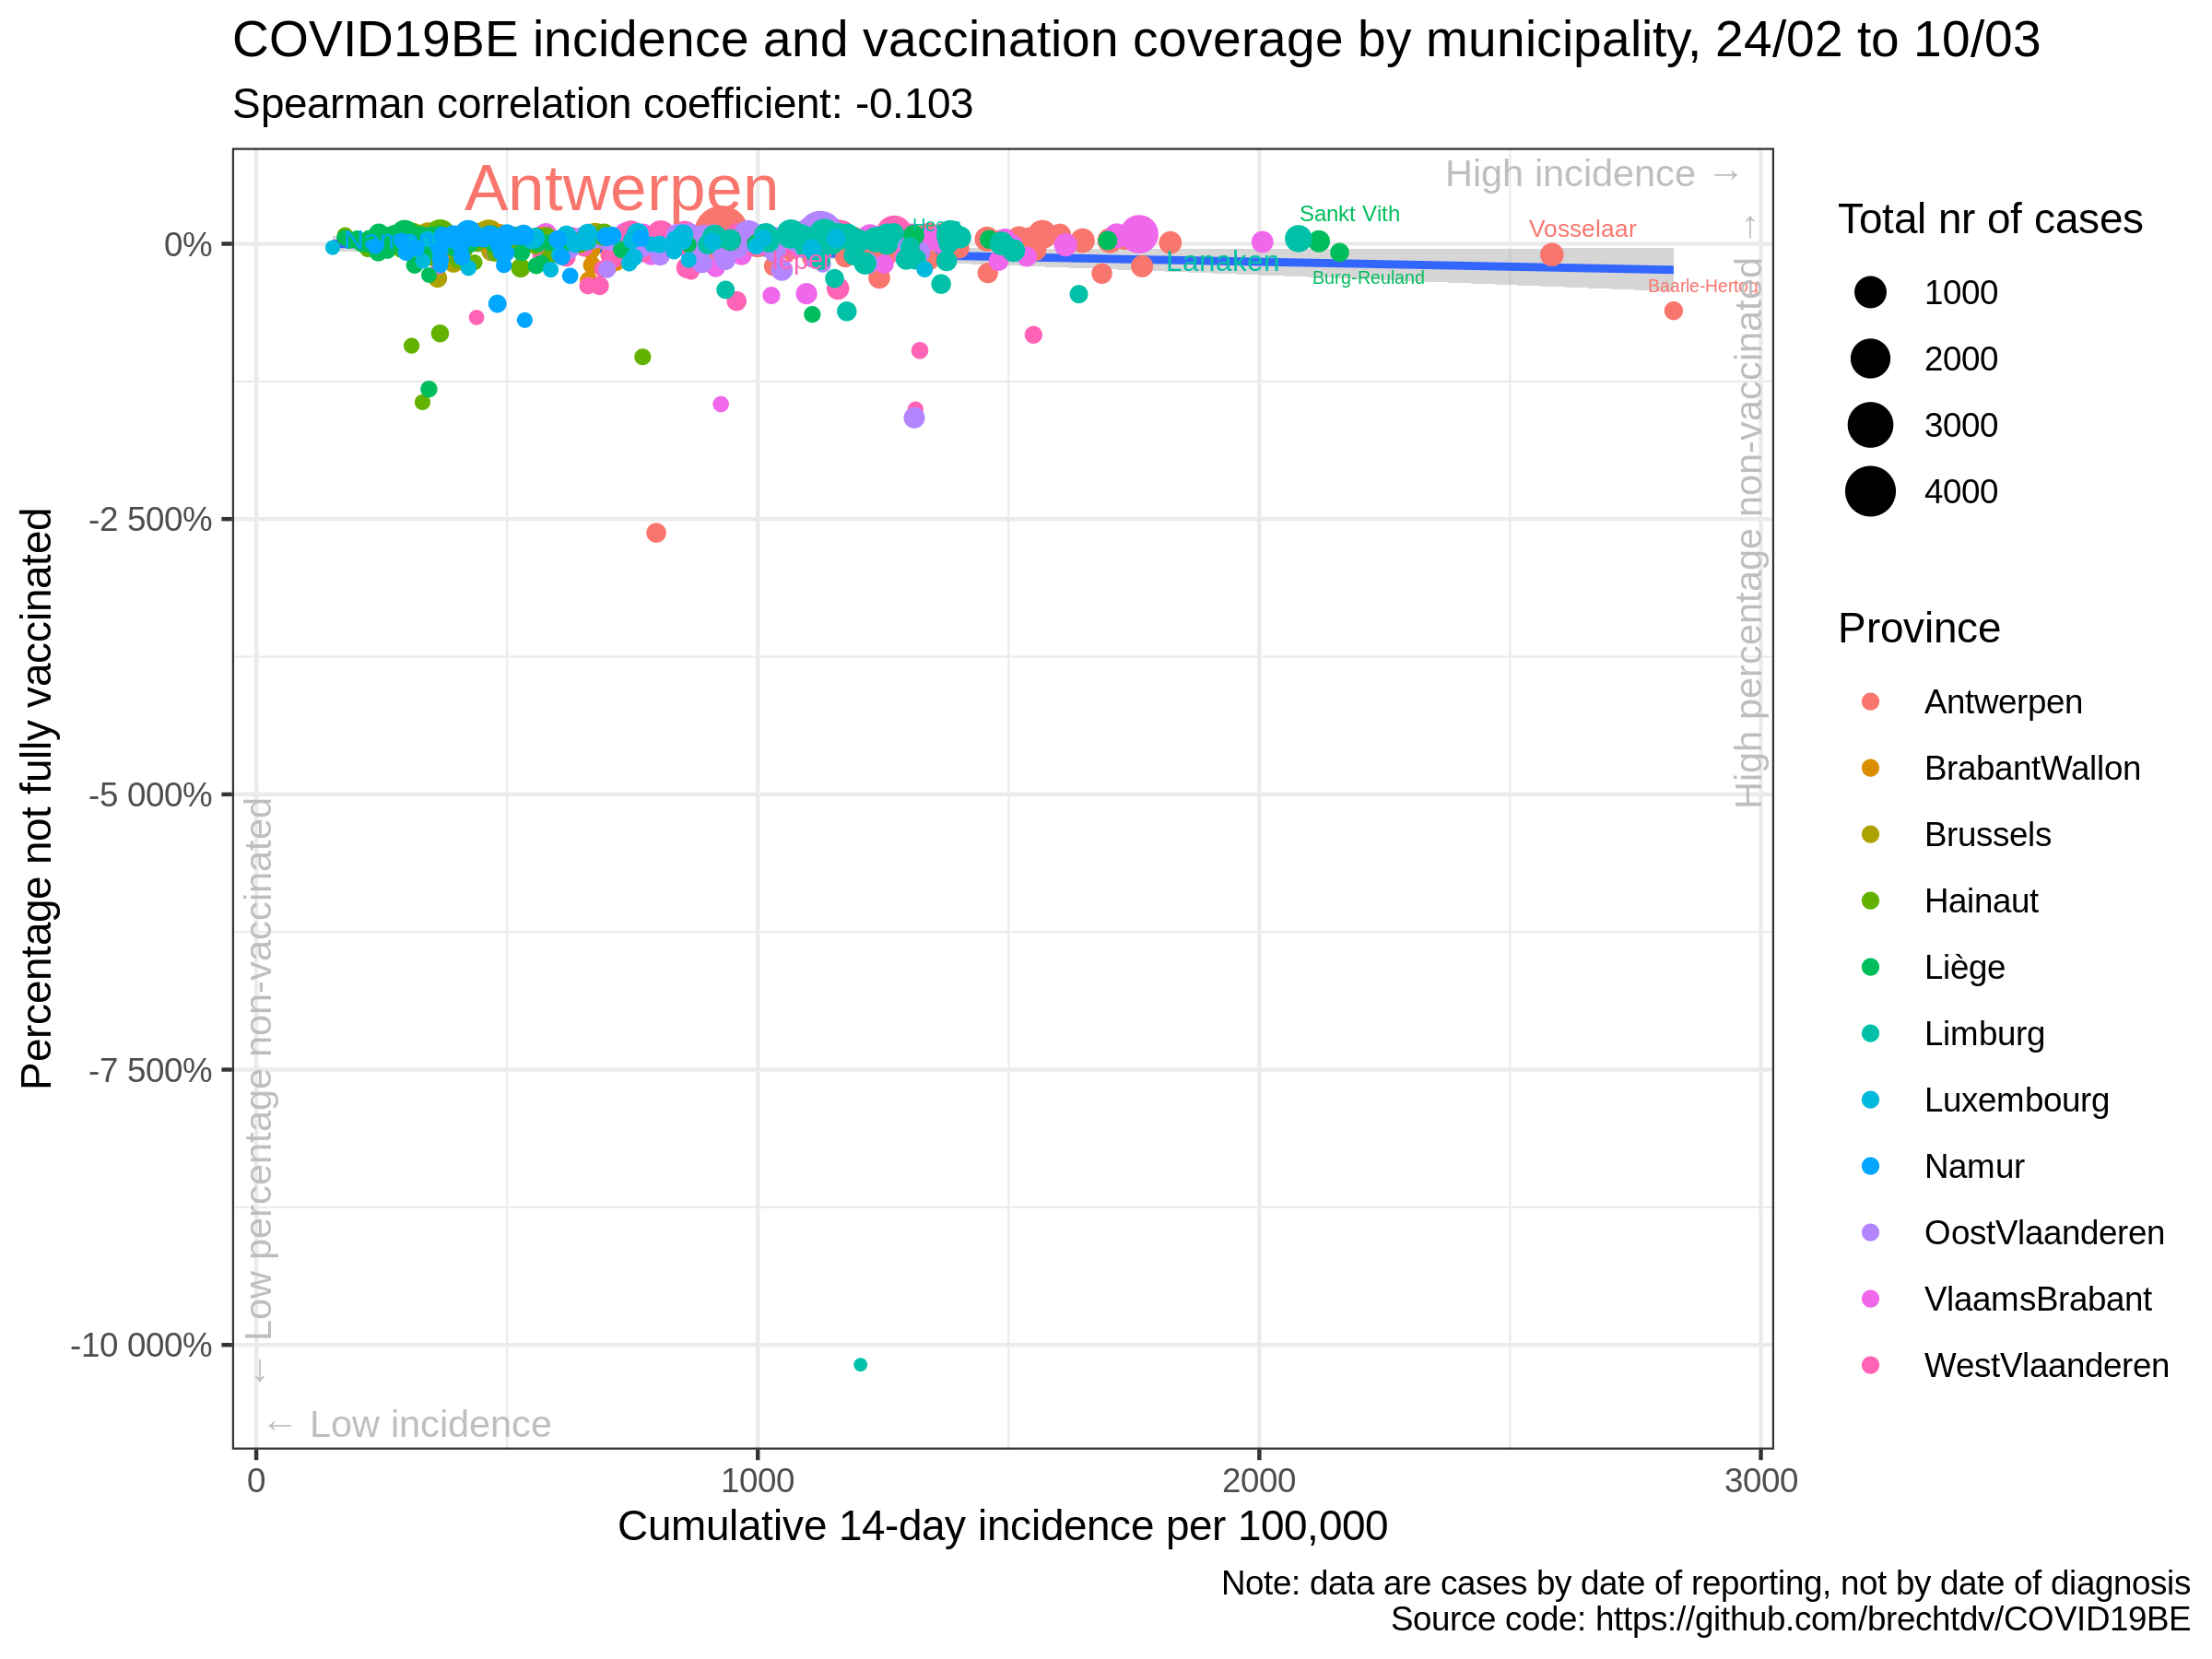 COVID19BE incidence and vaccination coverage by municipality, 24/02 to 10/03
Spearman correlation coefficient: -0.103
Antwerpen
High incidence →
Sankt Vith
Vosselaar
Lanaken
Burg-Reuland
Baarle-Hertog
Ieper
High percentage non-vaccinated →
← Low percentage non-vaccinated
← Low incidence
0%
-2 500%
-5 000%
-7 500%
-10 000%
Percentage not fully vaccinated
0
1000
2000
3000
Cumulative 14-day incidence per 100,000
Total nr of cases
1000
2000
3000
4000
Province
Antwerpen
BrabantWallon
Brussels
Hainaut
Liège
Limburg
Luxembourg
Namur
OostVlaanderen
VlaamsBrabant
WestVlaanderen
Note: data are cases by date of reporting, not by date of diagnosis
Source code: https://github.com/brechtdv/COVID19BE